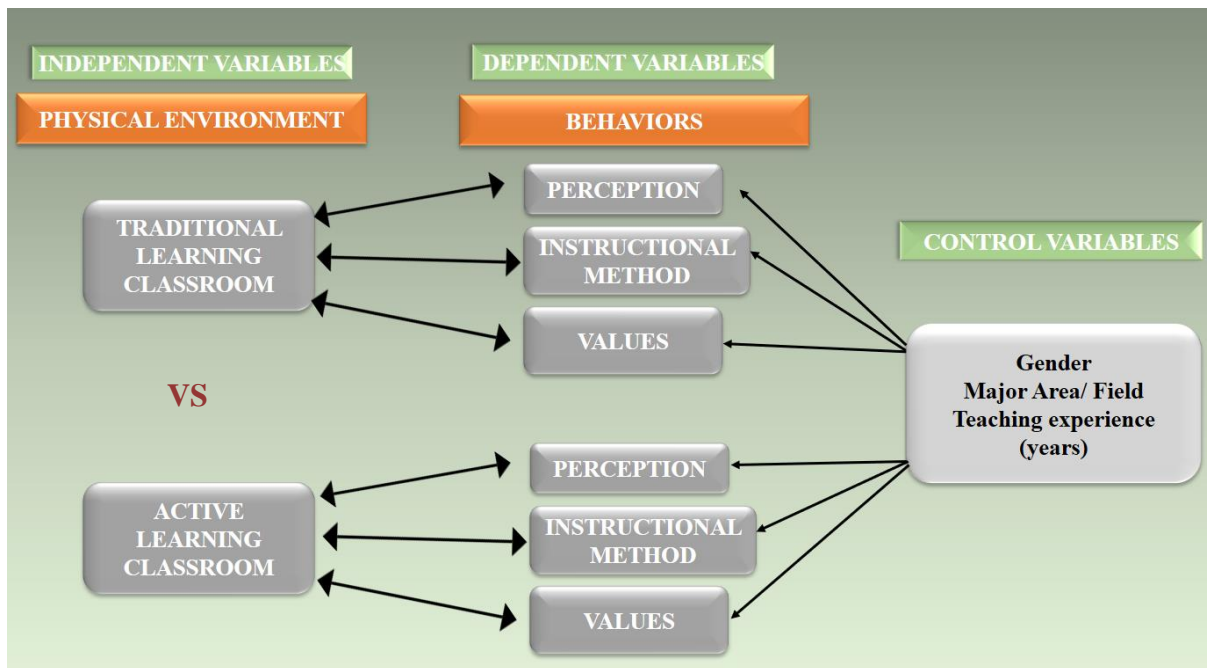 INDEPENDENT VARIABLES
PHYSICAL ENVIRONMENT
DEPENDENT VARIABLES
BEHAVIORS
TRADITIONAL
LEARNING
CLASSROOM
PERCEPTION
INSTRUCTIONAL
METHOD
VALUES
VS
ACTIVE
LEARNING
CLASSROOM
PERCEPTION
INSTRUCTIONAL
METHOD
VALUES
CONTROL VARIABLES
Gender
Major Area/ Field
Teaching experience
(years)